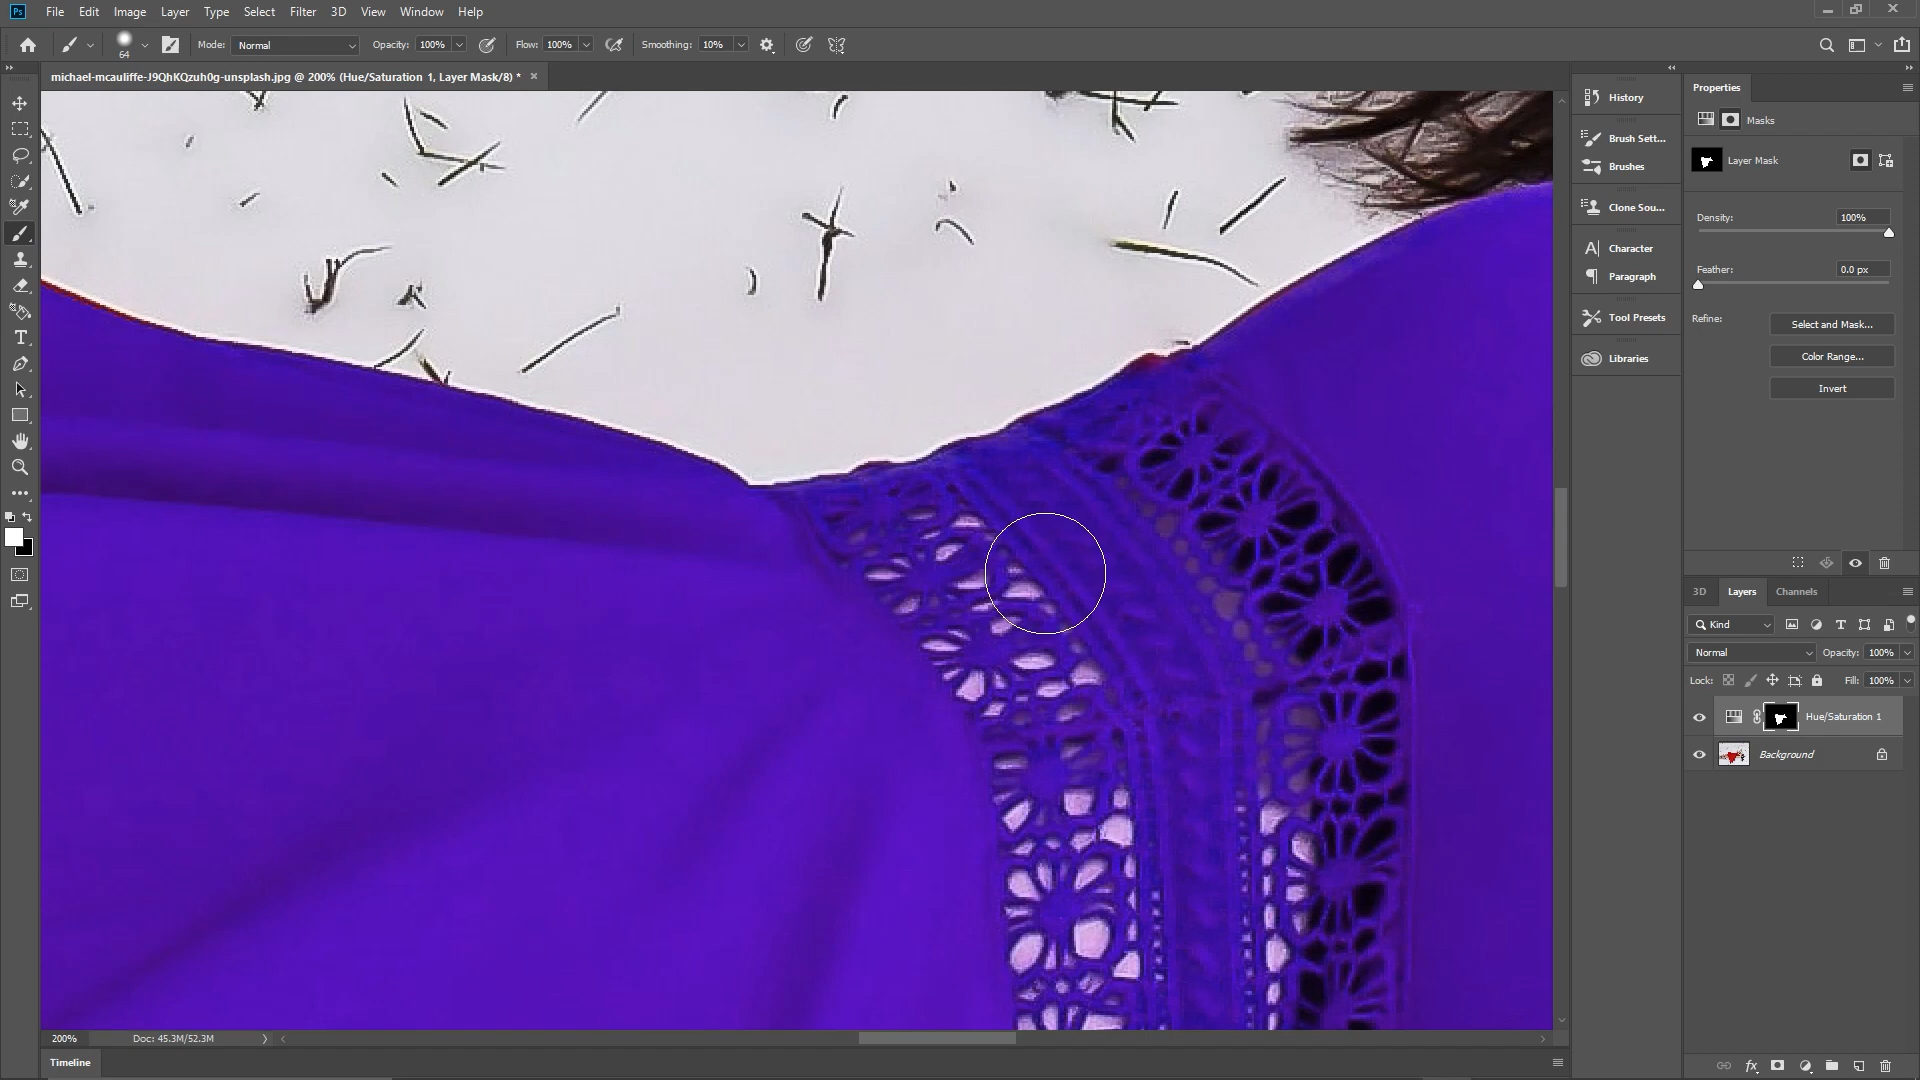 Ps File Edit Image Layer Type Select Filter 3D View Window Help
64 Mode: Normal Opacity: 100% Flow: 100% Smoothing: 10%
michael-mcauliffe-J9QhKQzuh0g-unsplash.jpg @ 200% (Hue/Saturation 1, Layer Mask/8) *
History
Brush Sett...
Brushes
Clone Sou...
Character
Paragraph
Tool Presets
Libraries
Properties
Masks
Layer Mask
Density: 100%
Feather: 0.0 px
Refine: Select and Mask...
Color Range...
Invert
3D Layers Channels
Kind
Normal Opacity: 100%
Lock: Fill: 100%
Hue/Saturation 1
Background
fx
200% Doc: 45.3M/52.3M
Timeline